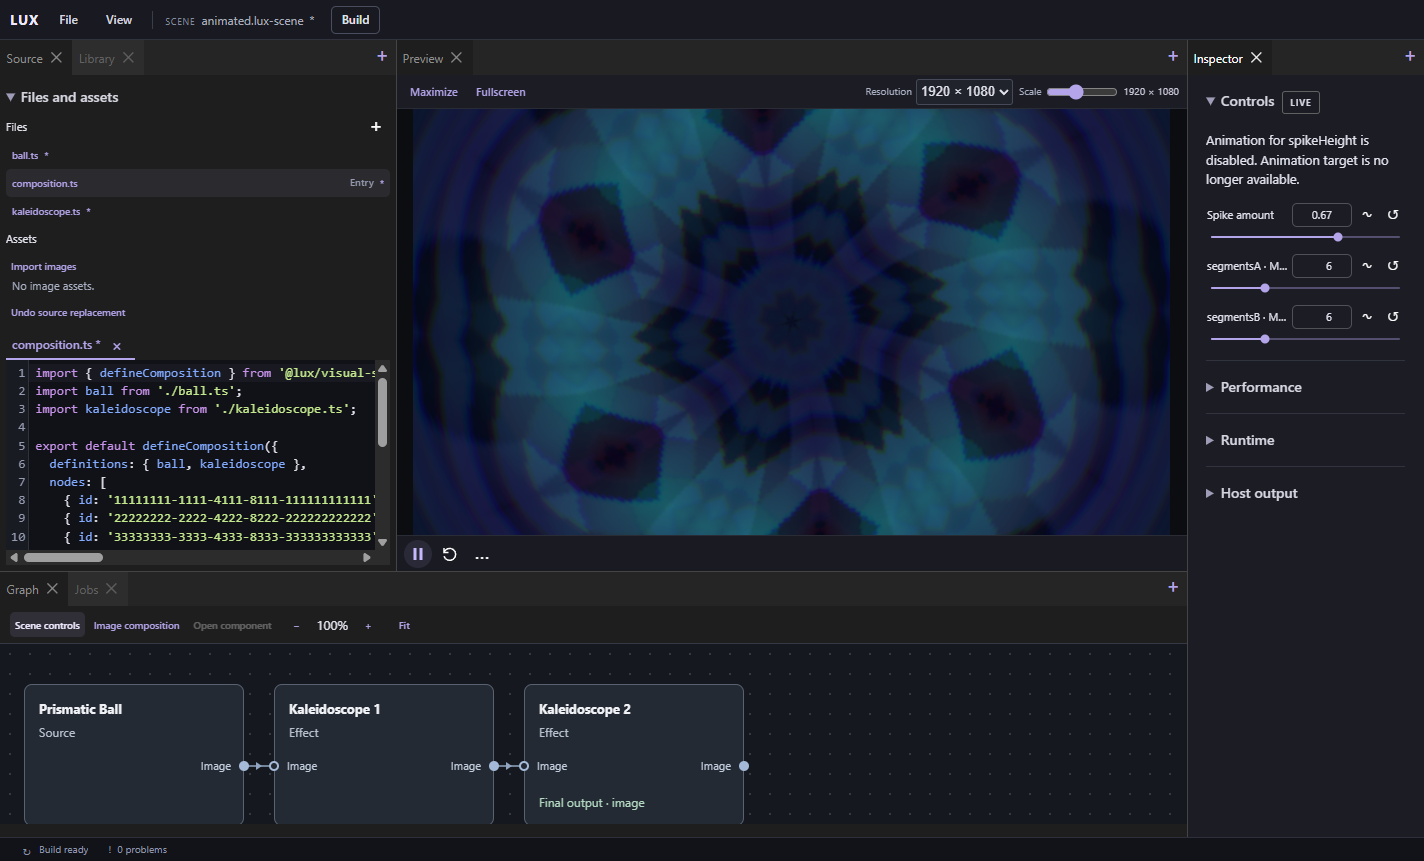 LUX File View SCENE animated.lux-scene * Build
Source Library
Files and assets
Files
ball.ts *
composition.ts Entry *
kaleidoscope.ts *
Assets
Import images
No image assets.
Undo source replacement
composition.ts *
1 import { defineComposition } from '@lux/visual-s
2 import ball from './ball.ts';
3 import kaleidoscope from './kaleidoscope.ts';
4
5 export default defineComposition({
6 definitions: { ball, kaleidoscope },
7 nodes: [
8 { id: '11111111-1111-4111-8111-111111111111'
9 { id: '22222222-2222-4222-8222-222222222222'
10 { id: '33333333-3333-4333-8333-333333333333'
Preview
Maximize Fullscreen Resolution 1920 × 1080 Scale 1920 × 1080
...
Inspector
Controls LIVE
Animation for spikeHeight is
disabled. Animation target is no
longer available.
Spike amount 0.67
segmentsA · M... 6
segmentsB · M... 6
Performance
Runtime
Host output
Graph Jobs
Scene controls Image composition Open component − 100% + Fit
Prismatic Ball
Source
Image
Kaleidoscope 1
Effect
Image Image
Kaleidoscope 2
Effect
Image Image
Final output · image
Build ready ! 0 problems